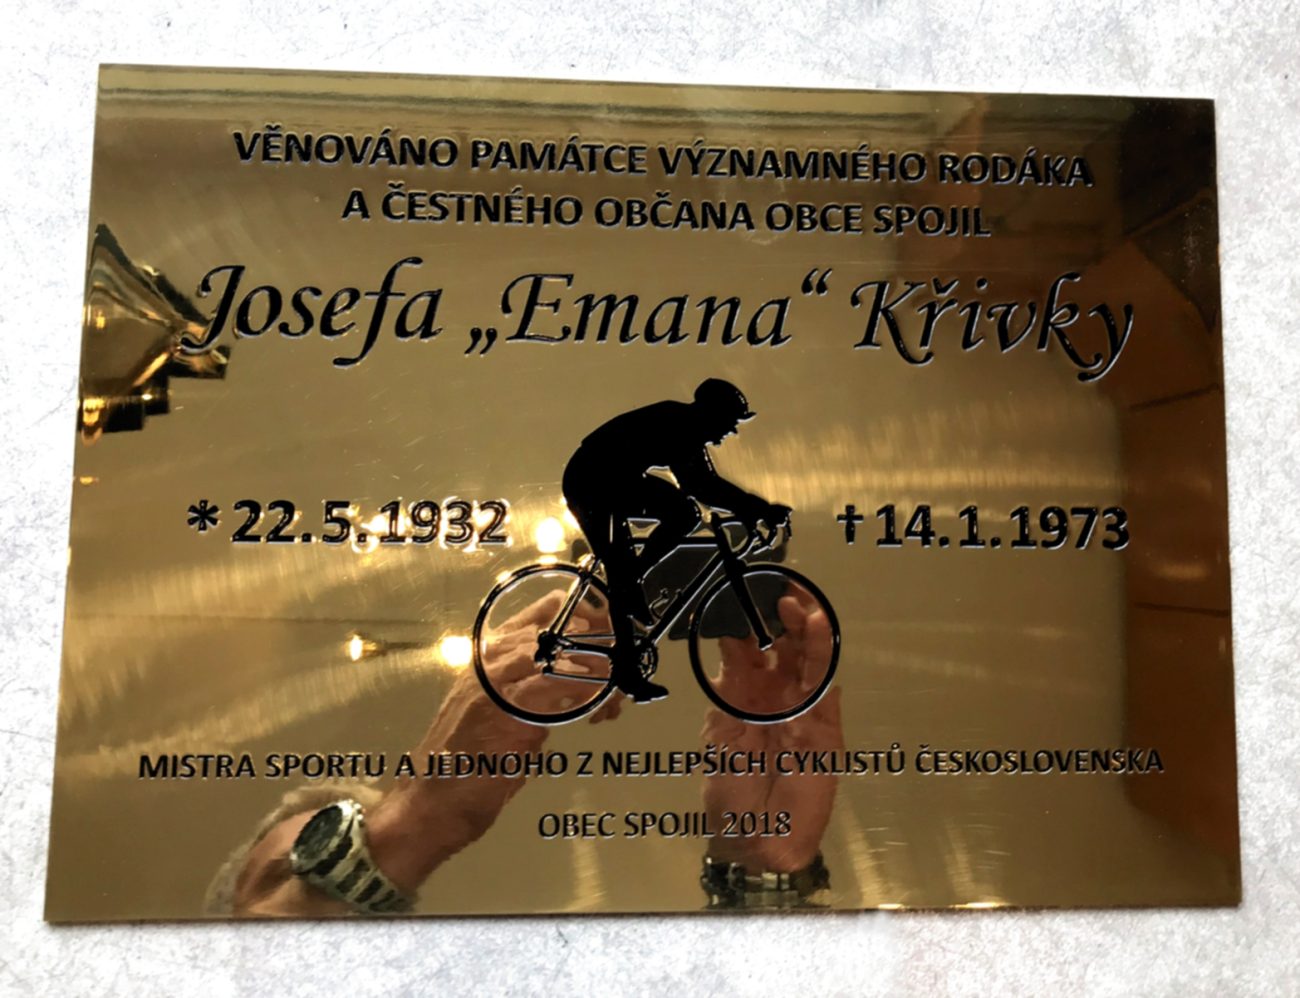 VĚNOVÁNO PAMÁTCE VÝZNAMNÉHO RODÁKA
A ČESTNÉHO OBČANA OBCE SPOJIL
Josefa „Emana“ Křivky
* 22.5.1932 † 14.1.1973
MISTRA SPORTU A JEDNOHO Z NEJLEPŠÍCH CYKLISTŮ ČESKOSLOVENSKA
OBEC SPOJIL 2018